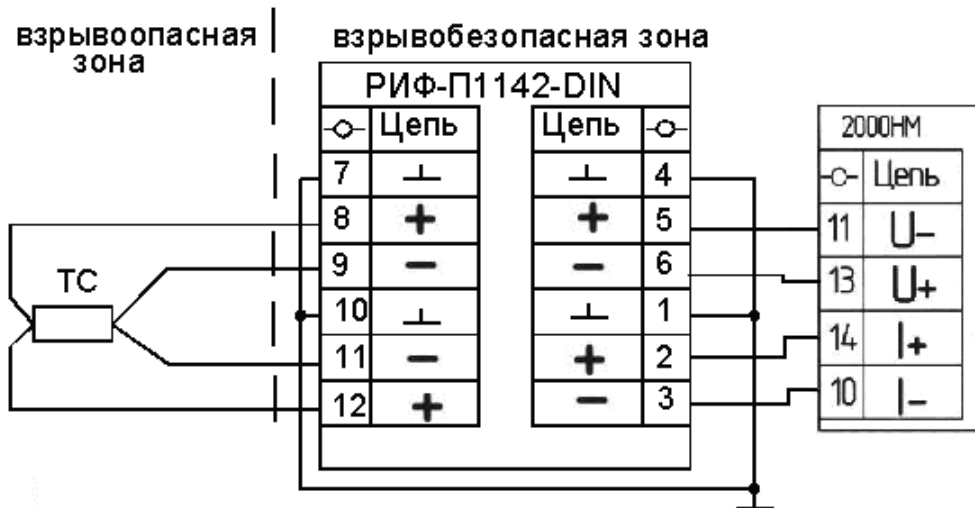 взрывоопасная
зона
взрывобезопасная зона
РИФ-П1142-DIN
Цепь Цепь
7 ⊥ ⊥ 4
8 + + 5
9 − − 6
10 ⊥ ⊥ 1
11 − + 2
12 + − 3
ТС
2000НМ
Цепь
11 U−
13 U+
14 I+
10 I−